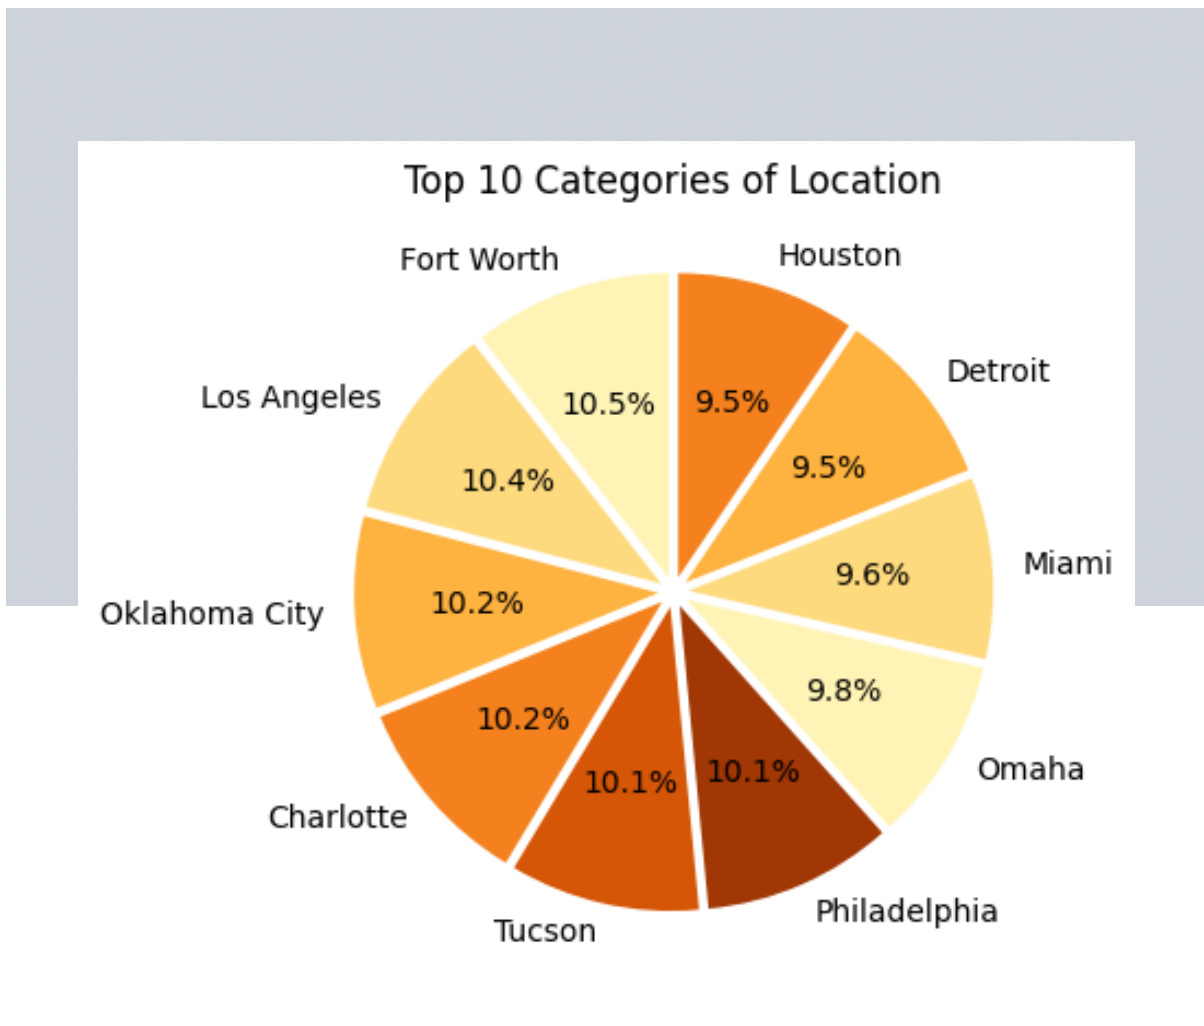 Top 10 Categories of Location
Fort Worth
Houston
Detroit
Los Angeles
10.5%
9.5%
9.5%
10.4%
Miami
9.6%
10.2%
Oklahoma City
9.8%
10.2%
Omaha
10.1%
10.1%
Charlotte
Philadelphia
Tucson